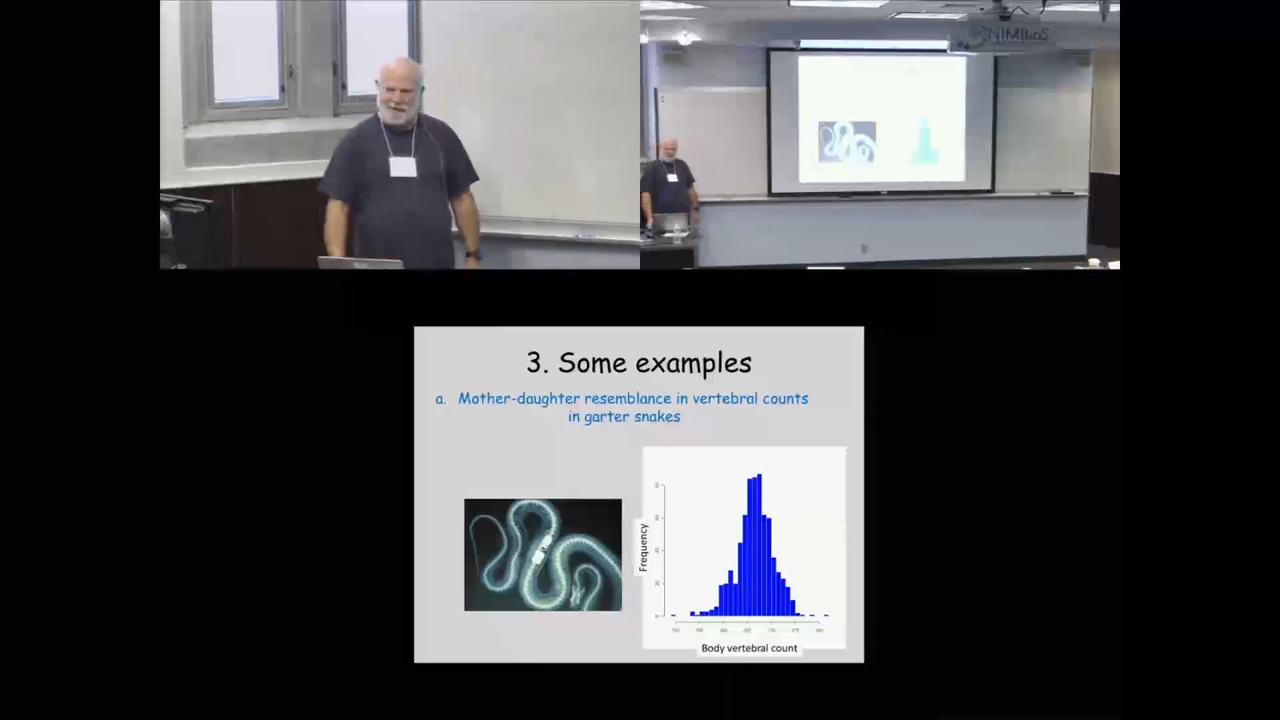 NIMBioS
3. Some examples
a. Mother-daughter resemblance in vertebral counts
in garter snakes
Frequency
Body vertebral count